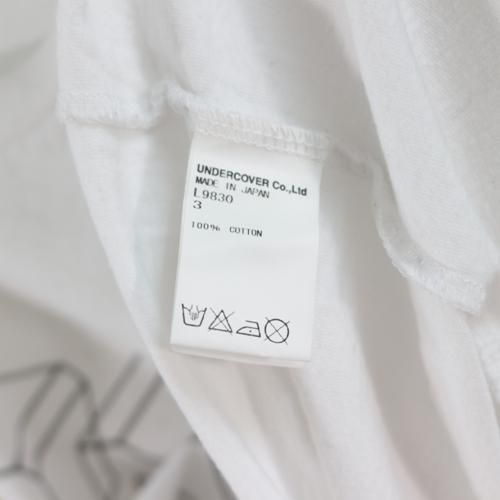 UNDERCOVER Co.,Ltd
MADE IN JAPAN
L9830
3
100% COTTON